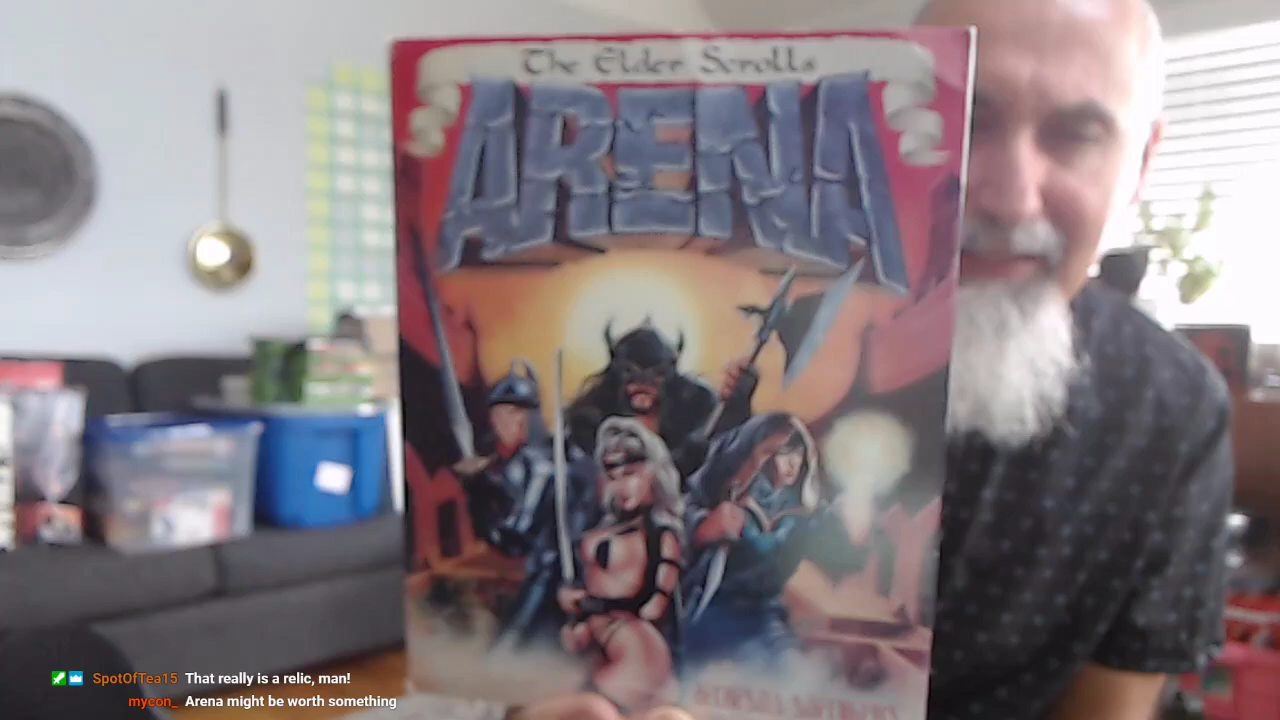 The Elder Scrolls
ARENA
SpotOfTea15 That really is a relic, man!
mycon_ Arena might be worth something